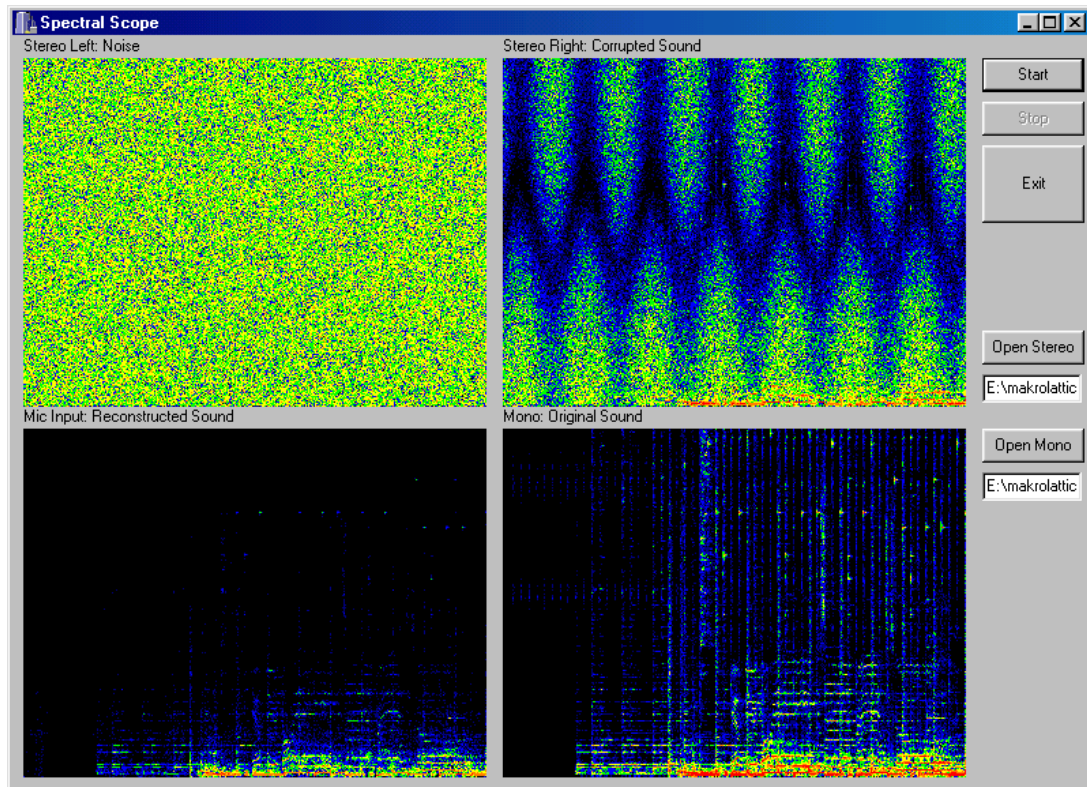 Spectral Scope
Stereo Left: Noise
Stereo Right: Corrupted Sound
Start
Stop
Exit
Open Stereo
E:\makrolattic
Mic Input: Reconstructed Sound
Mono: Original Sound
Open Mono
E:\makrolattic